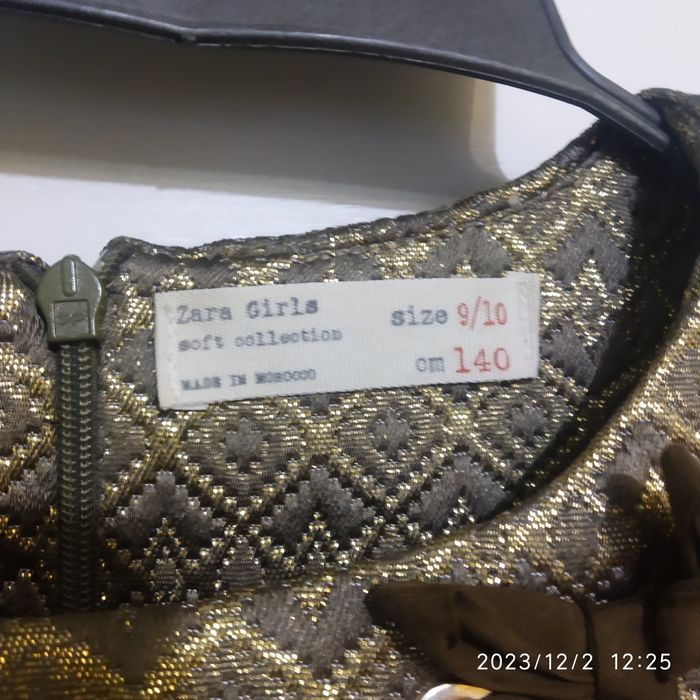 Zara Girls
soft collection
MADE IN MOROCCO
size 9/10
cm 140
2023/12/2 12:25